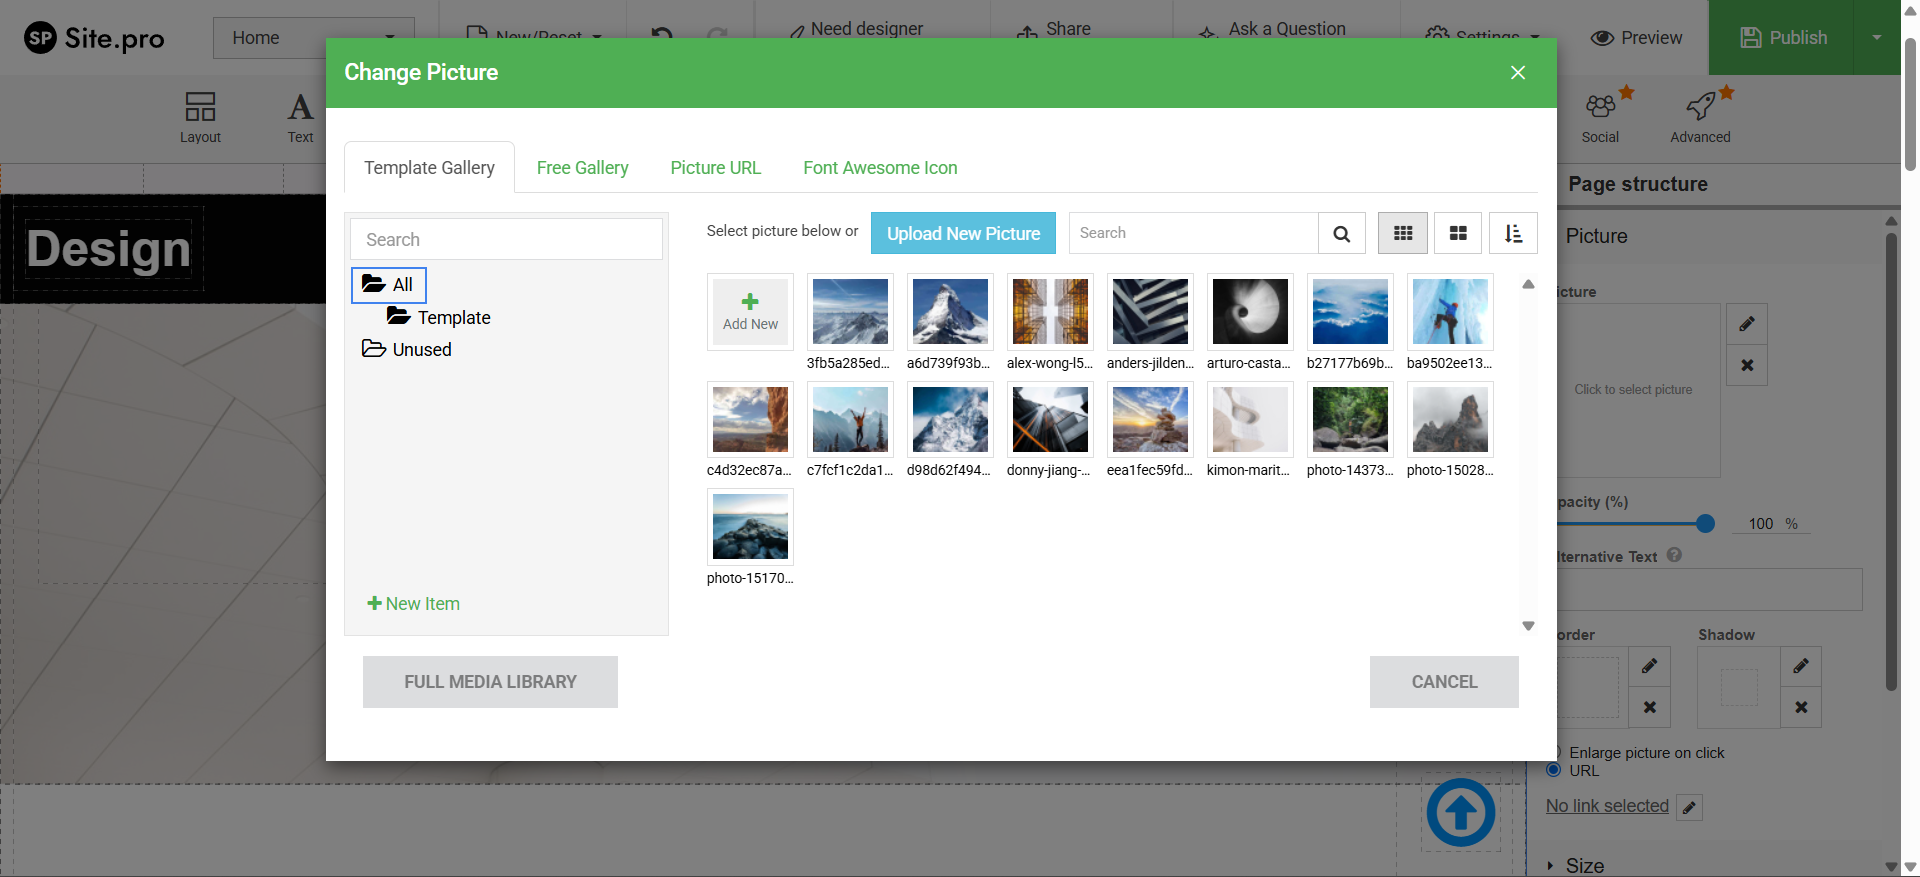 SP Site.pro
Home
New/Reset
Need designer
Share
Ask a Question
Settings
Preview
Publish
Layout
Text
Social
Advanced
Change Picture
Template Gallery
Free Gallery
Picture URL
Font Awesome Icon
Search
All
Template
Unused
New Item
Select picture below or
Upload New Picture
Search
Add New
3fb5a285ed...
a6d739f93b...
alex-wong-l5...
anders-jilden...
arturo-casta...
b27177b69b...
ba9502ee13...
c4d32ec87a...
c7fcf1c2da1...
d98d62f494...
donny-jiang-...
eea1fec59fd...
kimon-marit...
photo-14373...
photo-15028...
photo-15170...
FULL MEDIA LIBRARY
CANCEL
Design
Page structure
Picture
icture
Click to select picture
pacity (%)
100 %
lternative Text
order
Shadow
Enlarge picture on click
URL
No link selected
Size